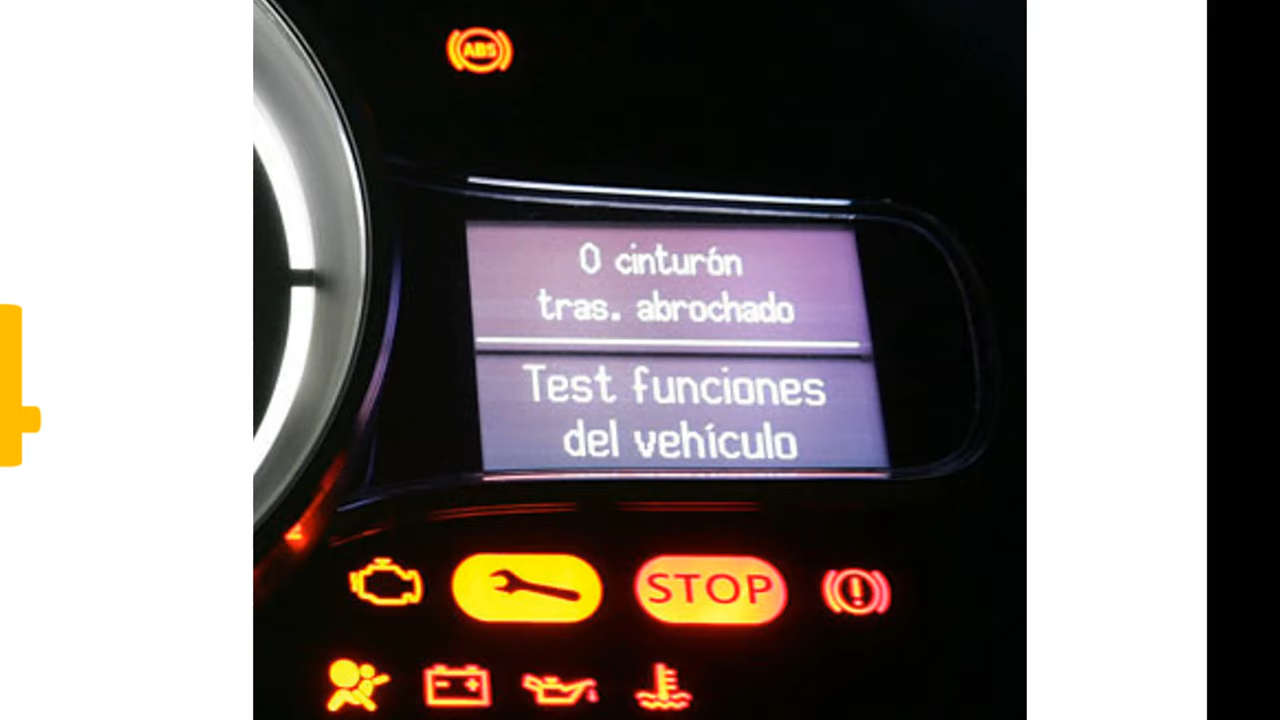 ABS
0 cinturón
tras. abrochado
Test funciones
del vehículo
STOP